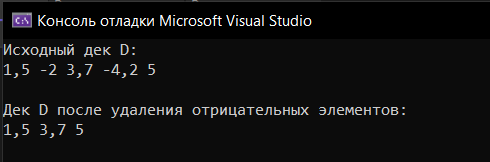 Консоль отладки Microsoft Visual Studio
Исходный дек D:
1,5 -2 3,7 -4,2 5
Дек D после удаления отрицательных элементов:
1,5 3,7 5